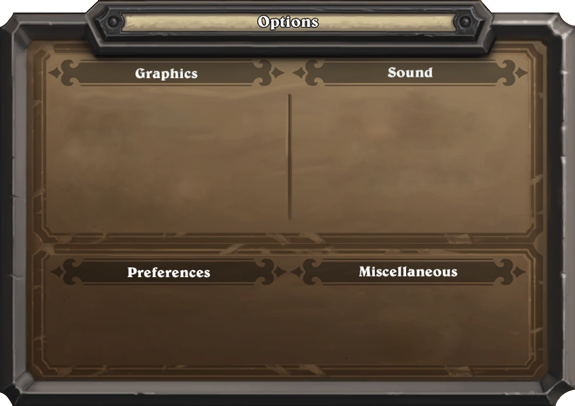 Options
Graphics
Sound
Preferences
Miscellaneous